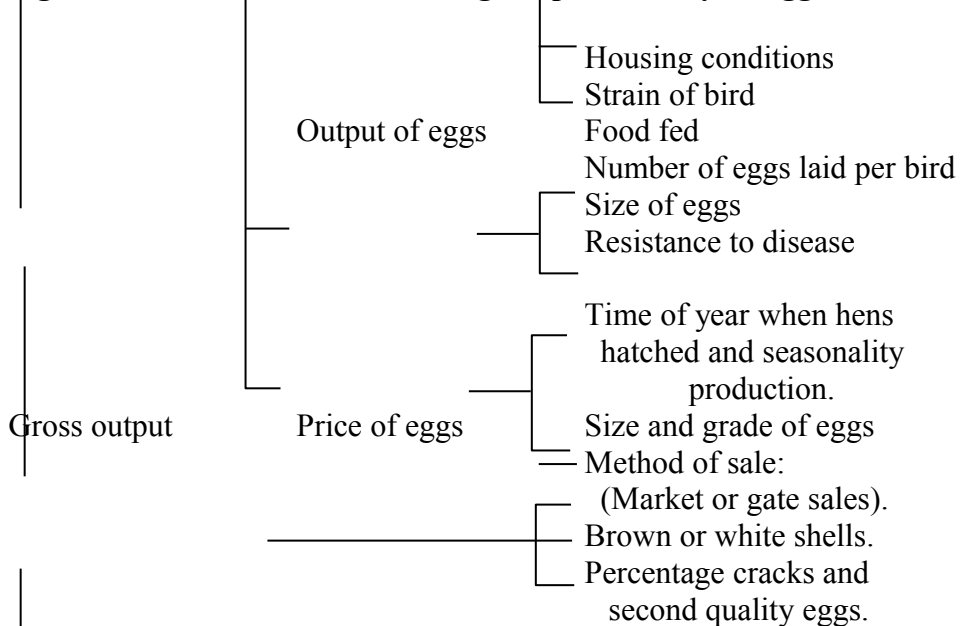 Housing conditions
Strain of bird
Output of eggs
Food fed
Number of eggs laid per bird
Size of eggs
Resistance to disease
Time of year when hens
hatched and seasonality
production.
Gross output
Price of eggs
Size and grade of eggs
Method of sale:
(Market or gate sales).
Brown or white shells.
Percentage cracks and
second quality eggs.